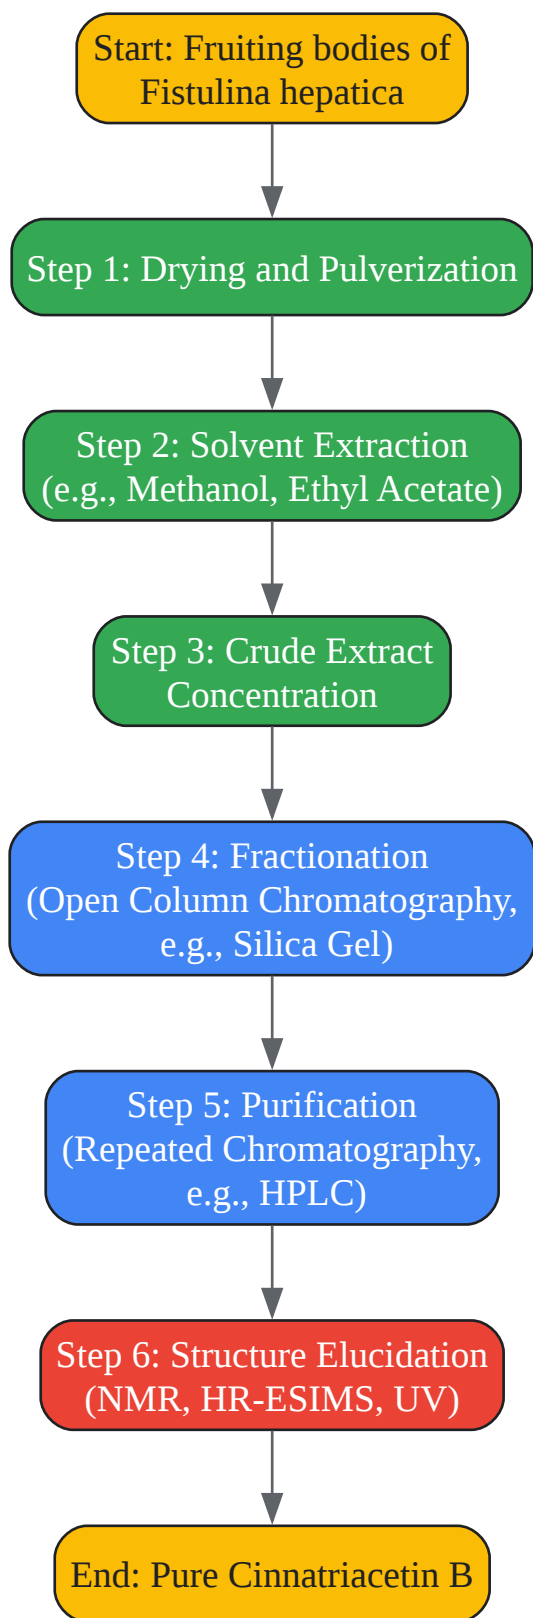 Start: Fruiting bodies of
Fistulina hepatica
Step 1: Drying and Pulverization
Step 2: Solvent Extraction
(e.g., Methanol, Ethyl Acetate)
Step 3: Crude Extract
Concentration
Step 4: Fractionation
(Open Column Chromatography,
e.g., Silica Gel)
Step 5: Purification
(Repeated Chromatography,
e.g., HPLC)
Step 6: Structure Elucidation
(NMR, HR-ESIMS, UV)
End: Pure Cinnatriacetin B